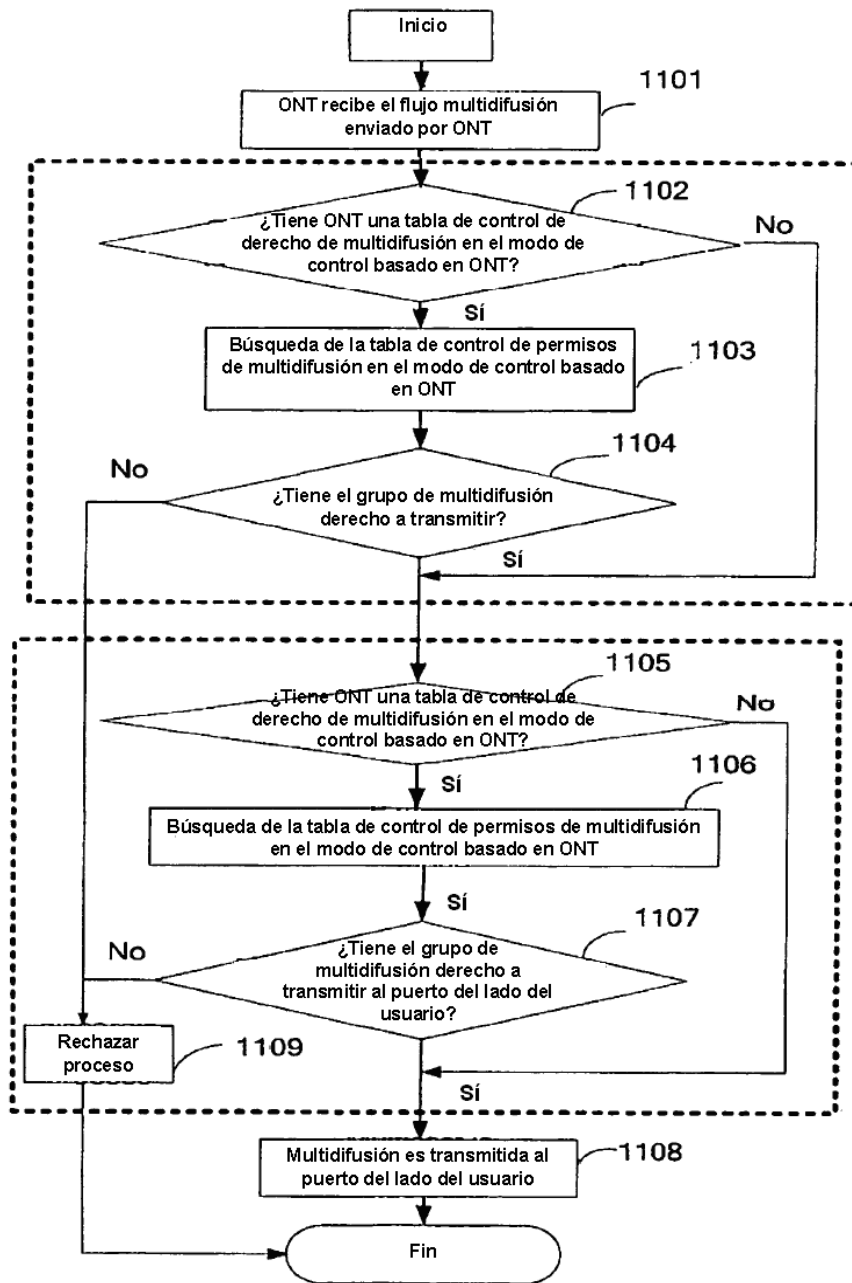 Inicio
1101
ONT recibe el flujo multidifusión
enviado por ONT
1102
¿Tiene ONT una tabla de control de
derecho de multidifusión en el modo de
control basado en ONT?
No
Sí
Búsqueda de la tabla de control de permisos
de multidifusión en el modo de control basado
en ONT
1103
1104
No
¿Tiene el grupo de multidifusión
derecho a transmitir?
Sí
1105
¿Tiene ONT una tabla de control de
derecho de multidifusión en el modo de
control basado en ONT?
No
Sí
1106
Búsqueda de la tabla de control de permisos de multidifusión
en el modo de control basado en ONT
Sí
1107
No
¿Tiene el grupo de
multidifusión derecho a
transmitir al puerto del lado del
usuario?
Rechazar
proceso
1109
Sí
Multidifusión es transmitida al
puerto del lado del usuario
1108
Fin